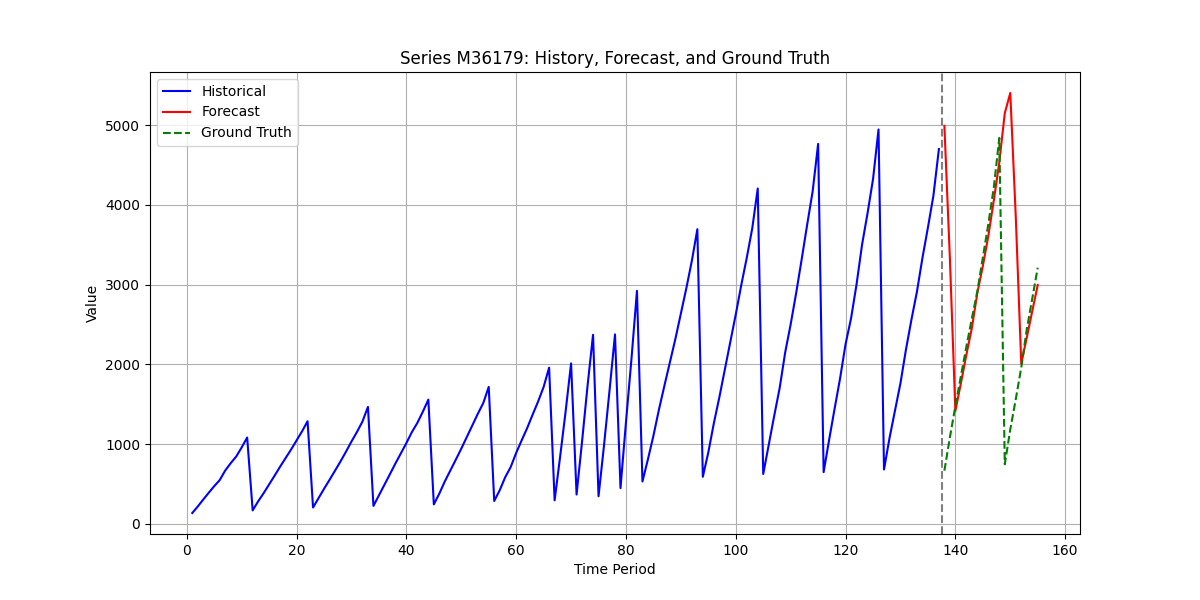 Series M36179: History, Forecast, and Ground Truth
Historical
Forecast
Ground Truth
5000
4000
3000
2000
1000
0
Value
0 20 40 60 80 100 120 140 160
Time Period